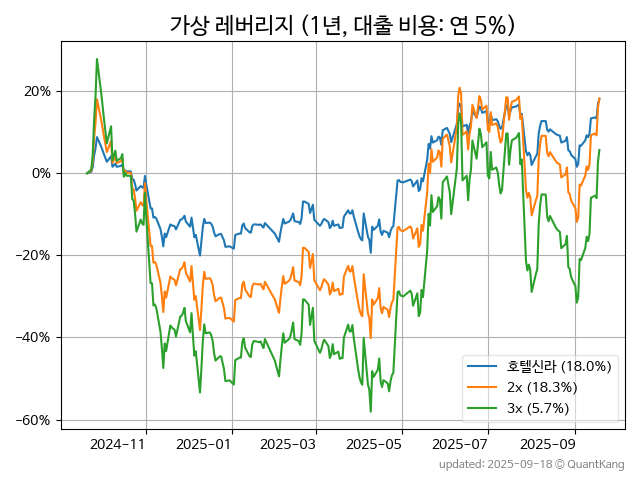 가상 레버리지 (1년, 대출 비용: 연 5%)
20%
0%
−20%
−40%
−60%
호텔신라 (18.0%)
2x (18.3%)
3x (5.7%)
2024-11
2025-01
2025-03
2025-05
2025-07
2025-09
updated: 2025-09-18 © QuantKang